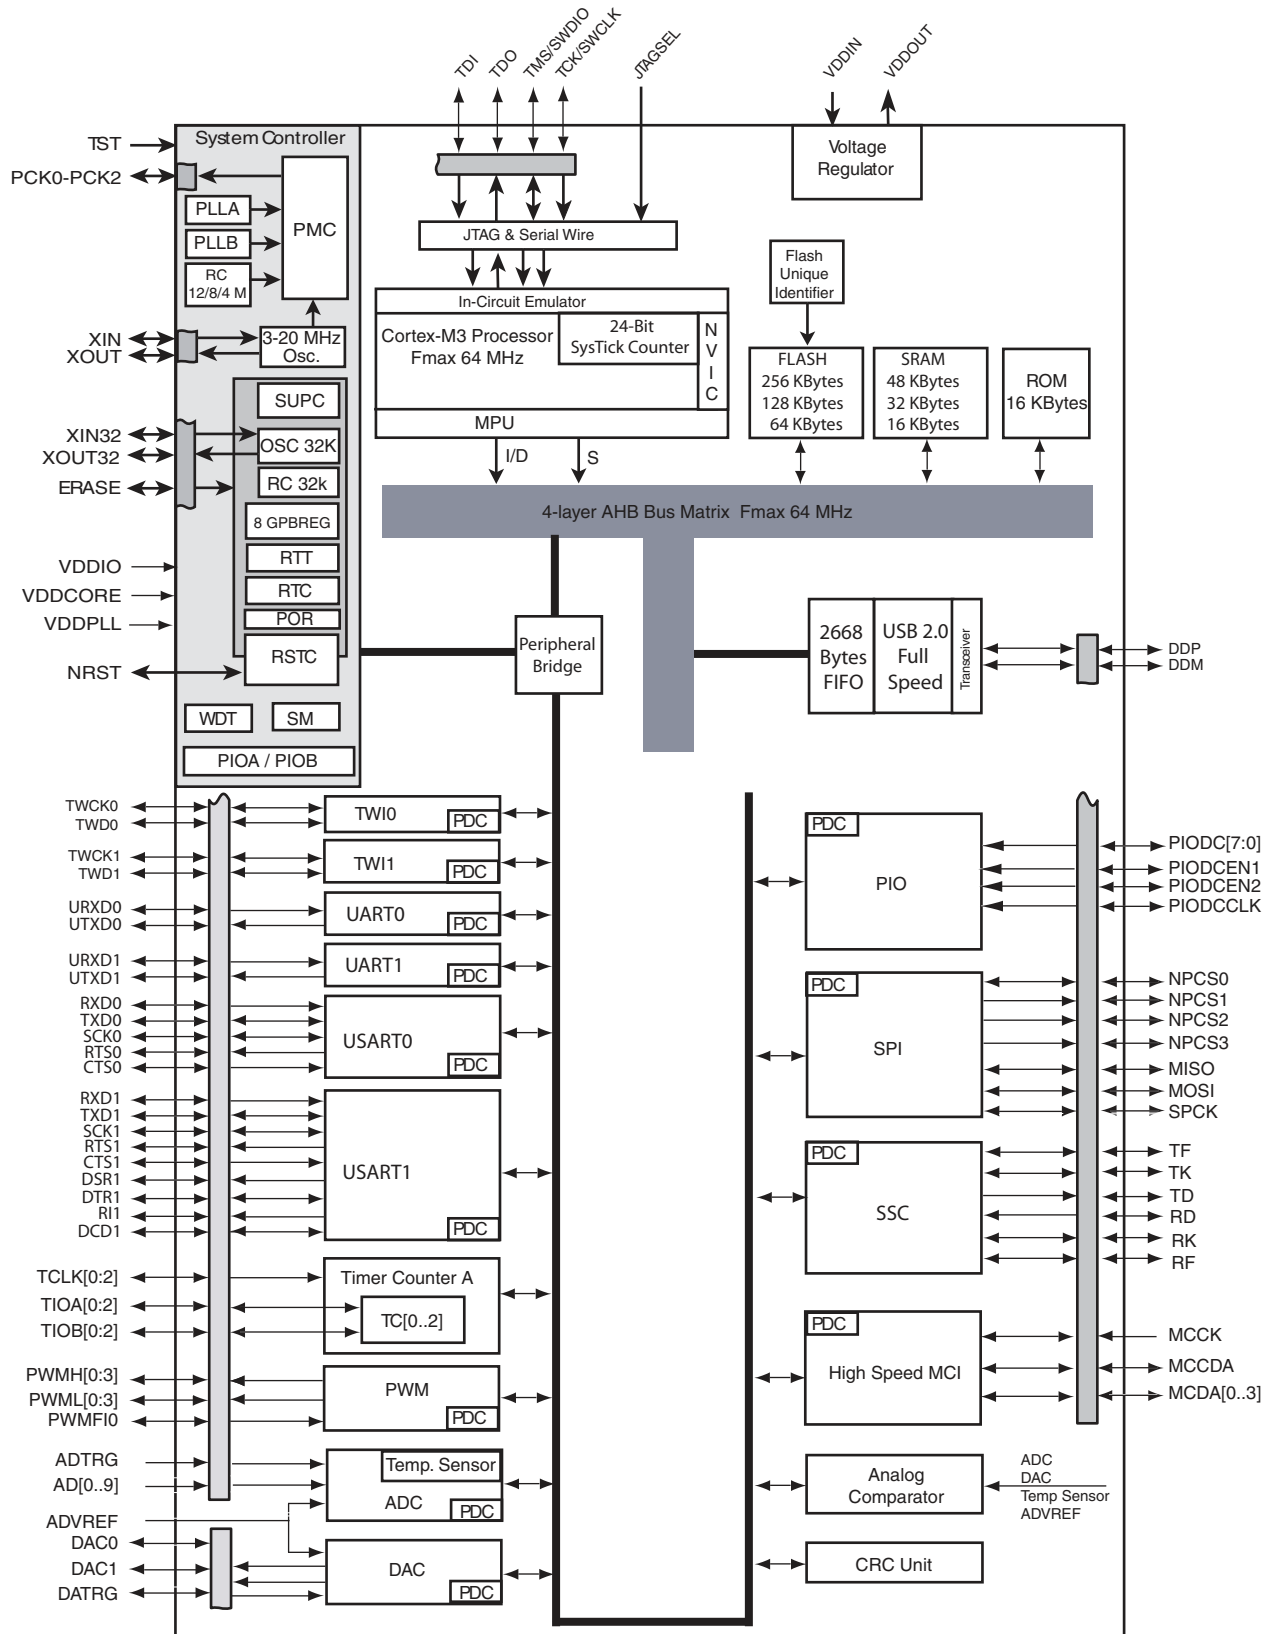 TDI
TDO
TMS/SWDIO
TCK/SWCLK
JTAGSEL
VDDIN
VDDOUT
System Controller
TST
PCK0-PCK2
PLLA
PLLB
RC
12/8/4 M
PMC
XIN
XOUT
3-20 MHz
Osc.
SUPC
XIN32
XOUT32
OSC 32K
ERASE
RC 32k
8 GPBREG
RTT
RTC
POR
RSTC
VDDIO
VDDCORE
VDDPLL
NRST
WDT
SM
PIOA / PIOB
Voltage
Regulator
JTAG & Serial Wire
In-Circuit Emulator
Cortex-M3 Processor
Fmax 64 MHz
24-Bit
SysTick Counter
N
V
I
C
MPU
I/D
S
Flash
Unique
Identifier
FLASH
256 KBytes
128 KBytes
64 KBytes
SRAM
48 KBytes
32 KBytes
16 KBytes
ROM
16 KBytes
4-layer AHB Bus Matrix Fmax 64 MHz
Peripheral
Bridge
2668
Bytes
FIFO
USB 2.0
Full
Speed
Transceiver
DDP
DDM
TWCK0
TWD0
TWI0
PDC
TWCK1
TWD1
TWI1
PDC
URXD0
UTXD0
UART0
PDC
URXD1
UTXD1
UART1
PDC
RXD0
TXD0
SCK0
RTS0
CTS0
USART0
PDC
RXD1
TXD1
SCK1
RTS1
CTS1
DSR1
DTR1
RI1
DCD1
USART1
PDC
TCLK[0:2]
TIOA[0:2]
TIOB[0:2]
Timer Counter A
TC[0..2]
PWMH[0:3]
PWML[0:3]
PWMFI0
PWM
PDC
ADTRG
AD[0..9]
Temp. Sensor
ADC
PDC
ADVREF
DAC0
DAC1
DATRG
DAC
PDC
PDC
PIO
PIODC[7:0]
PIODCEN1
PIODCEN2
PIODCCLK
PDC
SPI
NPCS0
NPCS1
NPCS2
NPCS3
MISO
MOSI
SPCK
PDC
SSC
TF
TK
TD
RD
RK
RF
PDC
High Speed MCI
MCCK
MCCDA
MCDA[0..3]
Analog
Comparator
ADC
DAC
Temp Sensor
ADVREF
CRC Unit